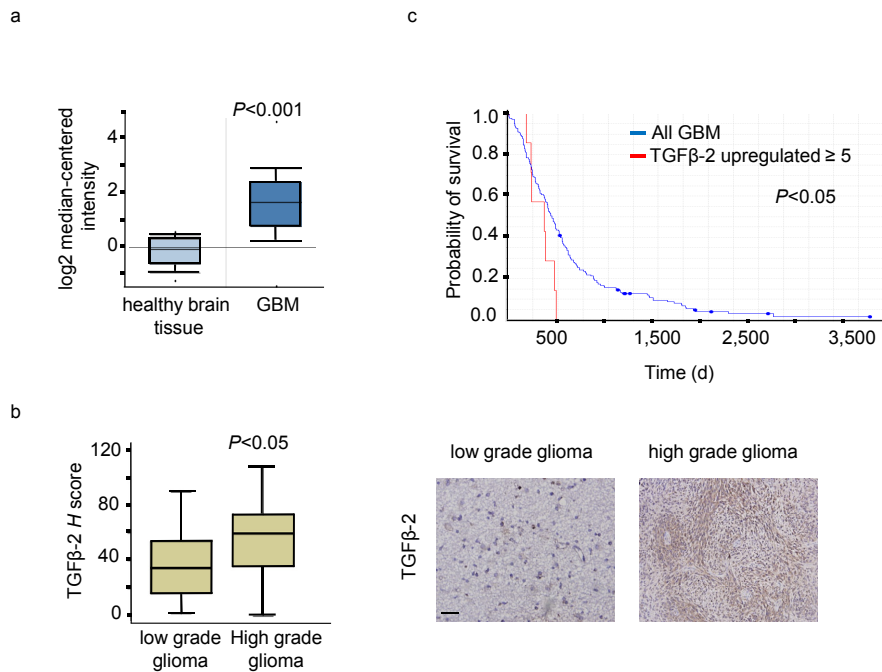 a
P<0.001
log2 median-centered
intensity
4
2
0
healthy brain
tissue
GBM
c
1.0
0.8
0.6
0.4
0.2
0.0
Probability of survival
All GBM
TGFβ-2 upregulated ≥ 5
P<0.05
500
1,500
2,500
3,500
Time (d)
b
P<0.05
TGFβ-2 H score
120
80
40
0
low grade
glioma
High grade
glioma
low grade glioma
high grade glioma
TGFβ-2